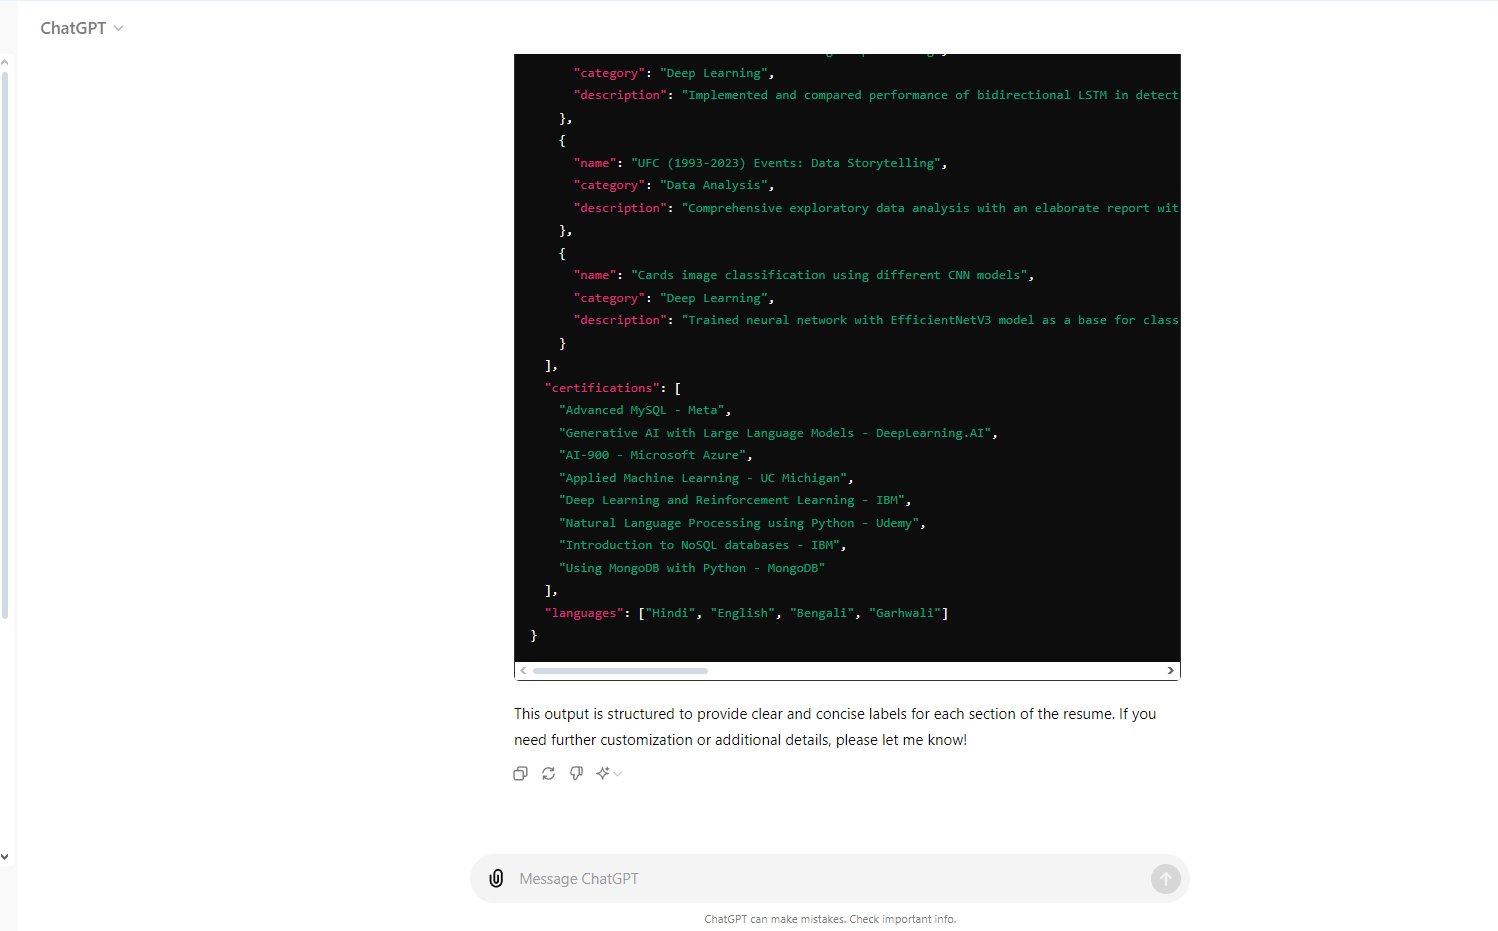 ChatGPT
"category": "Deep Learning",
"description": "Implemented and compared performance of bidirectional LSTM in detect
},
{
"name": "UFC (1993-2023) Events: Data Storytelling",
"category": "Data Analysis",
"description": "Comprehensive exploratory data analysis with an elaborate report wit
},
{
"name": "Cards image classification using different CNN models",
"category": "Deep Learning",
"description": "Trained neural network with EfficientNetV3 model as a base for class
}
],
"certifications": [
"Advanced MySQL - Meta",
"Generative AI with Large Language Models - DeepLearning.AI",
"AI-900 - Microsoft Azure",
"Applied Machine Learning - UC Michigan",
"Deep Learning and Reinforcement Learning - IBM",
"Natural Language Processing using Python - Udemy",
"Introduction to NoSQL databases - IBM",
"Using MongoDB with Python - MongoDB"
],
"languages": ["Hindi", "English", "Bengali", "Garhwali"]
}
This output is structured to provide clear and concise labels for each section of the resume. If you
need further customization or additional details, please let me know!
Message ChatGPT
ChatGPT can make mistakes. Check important info.